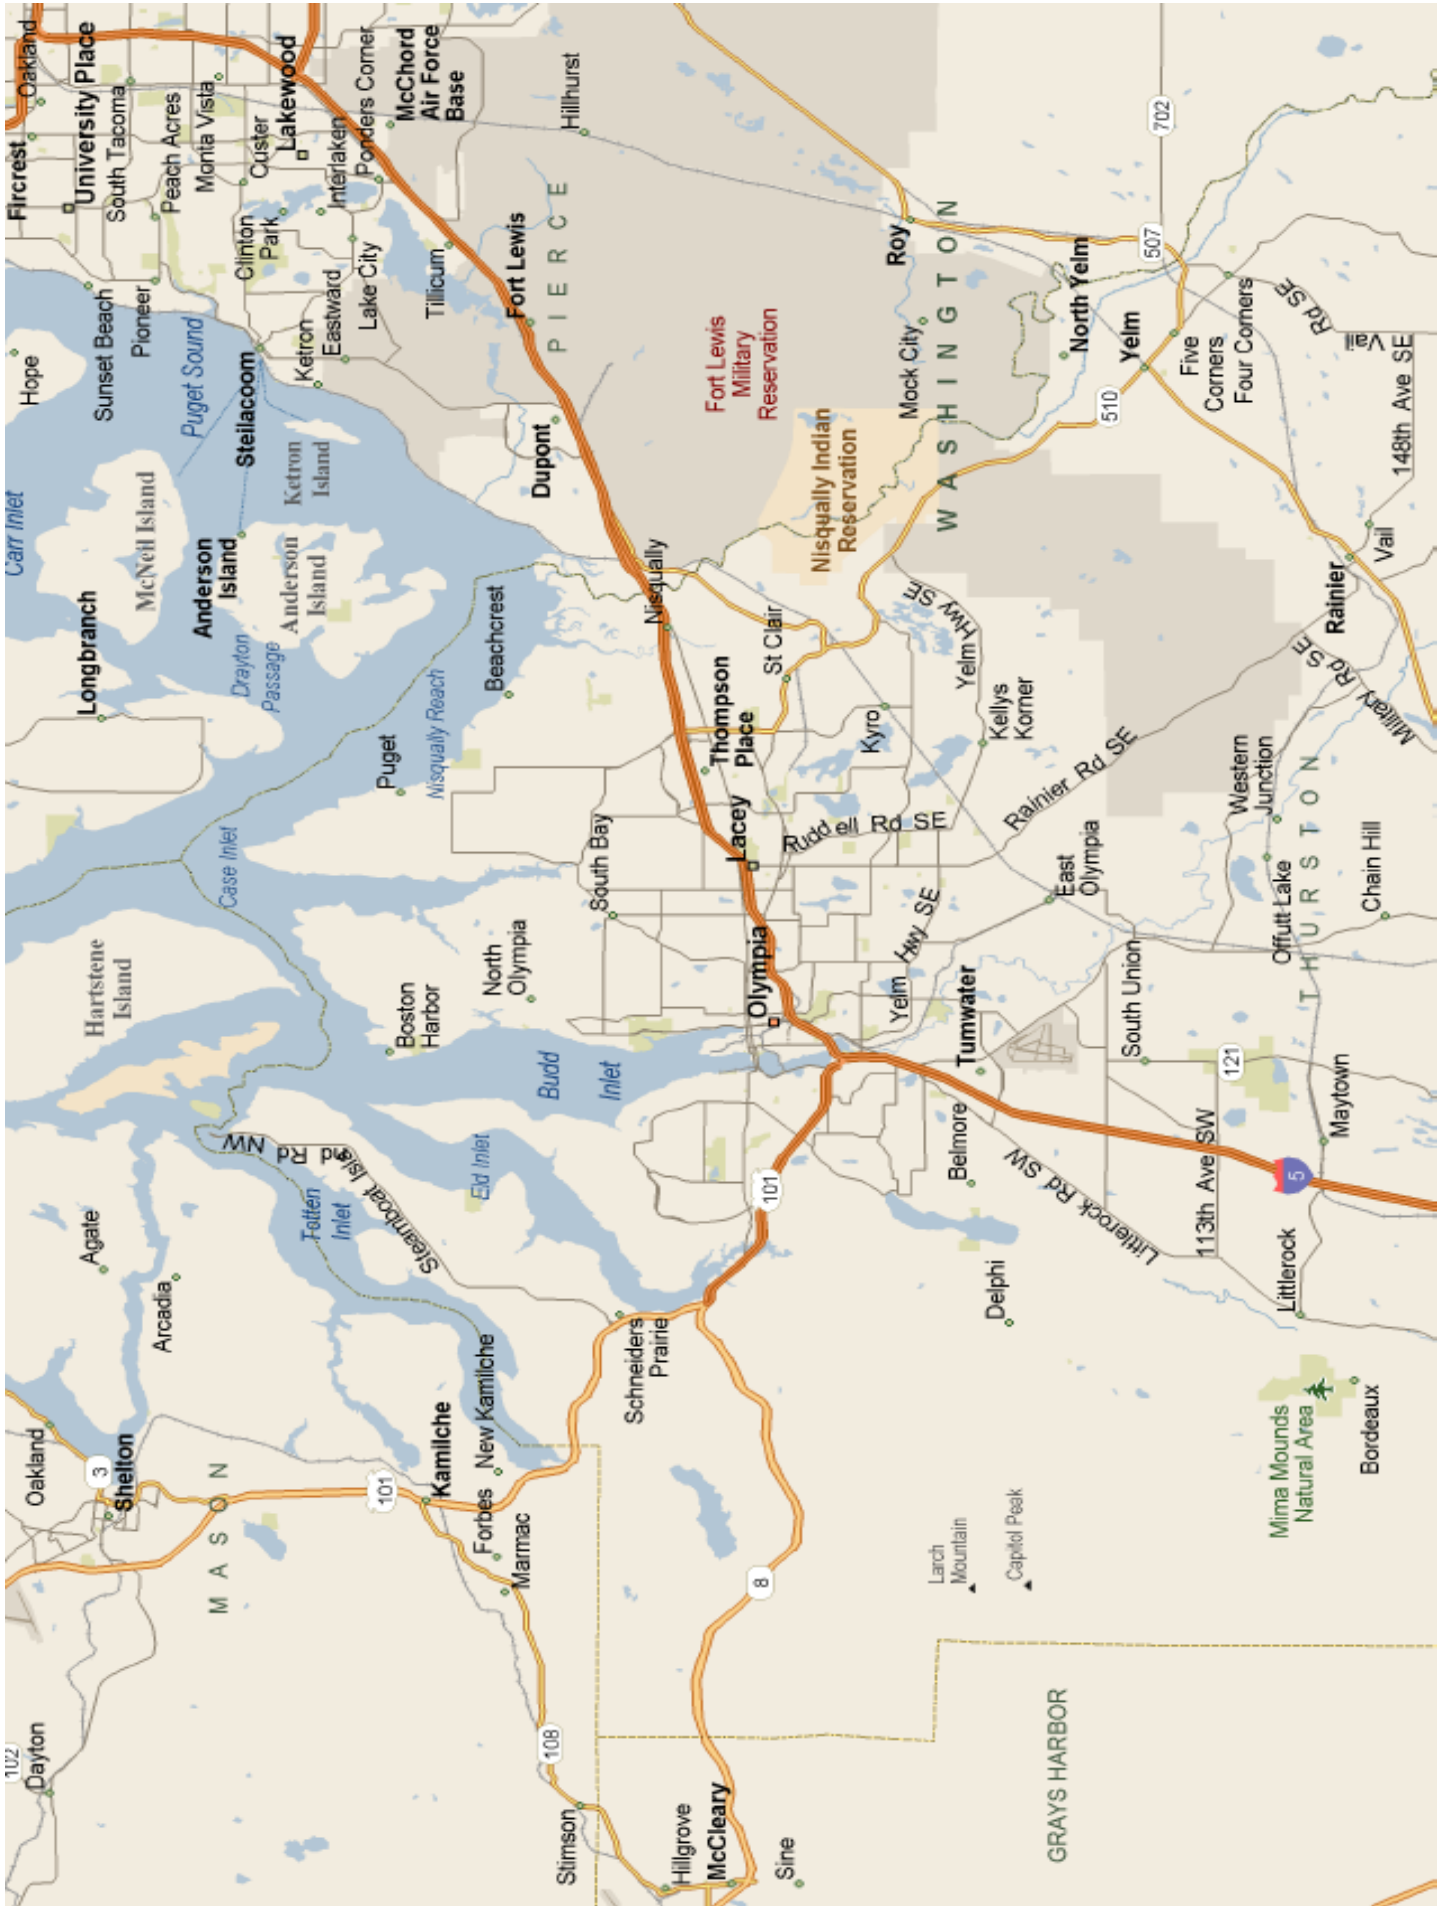 102
Dayton
Oakland
3
Shelton
M A S O N
101
Kamilche
New Kamilche
Forbes
Marmac
108
Stimson
Hillgrove
McCleary
Sine
GRAYS HARBOR
8
Larch
Mountain
Capitol Peak
Mima Mounds
Natural Area
Bordeaux
Agate
Arcadia
Totten
Inlet
Steamboat Isl
nd Rd NW
Eld Inlet
Schneiders
Prairie
101
Delphi
Belmore
Littlerock Rd SW
113th Ave SW
Littlerock
5
Maytown
121
South Union
Tumwater
Hartstene
Island
Boston
Harbor
Budd
Inlet
North
Olympia
Olympia
South Bay
Lacey
Yelm Hwy SE
East
Olympia
Offutt Lake
Chain Hill
T H U R S T O N
Western
Junction
Case Inlet
Puget
Nisqually Reach
Beachcrest
Thompson
Place
St Clair
Kyro
Rudd ell Rd SE
Kellys
Korner
Yelm Hwy SE
Rainier Rd SE
Military Rd SE
Rainier
Vail
148th Ave SE
Vail
Rd SE
Carr Inlet
Longbranch
McNeil Island
Anderson
Island
Anderson
Island
Drayton
Passage
Ketron
Island
Steilacoom
Puget Sound
Nisqually
Dupont
Nisqually Indian
Reservation
Fort Lewis
Military
Reservation
W A S H I N G T O N
510
Yelm
North Yelm
Five
Corners
Four Corners
507
Mock City
Roy
702
Hope
Sunset Beach
Pioneer
Ketron
Eastward
Lake City
Tillicum
Fort Lewis
P I E R C E
Hillhurst
Fircrest
Oakland
University Place
South Tacoma
Peach Acres
Monta Vista
Custer
Lakewood
Clinton
Park
Interlaken
Ponders Corner
McChord
Air Force
Base